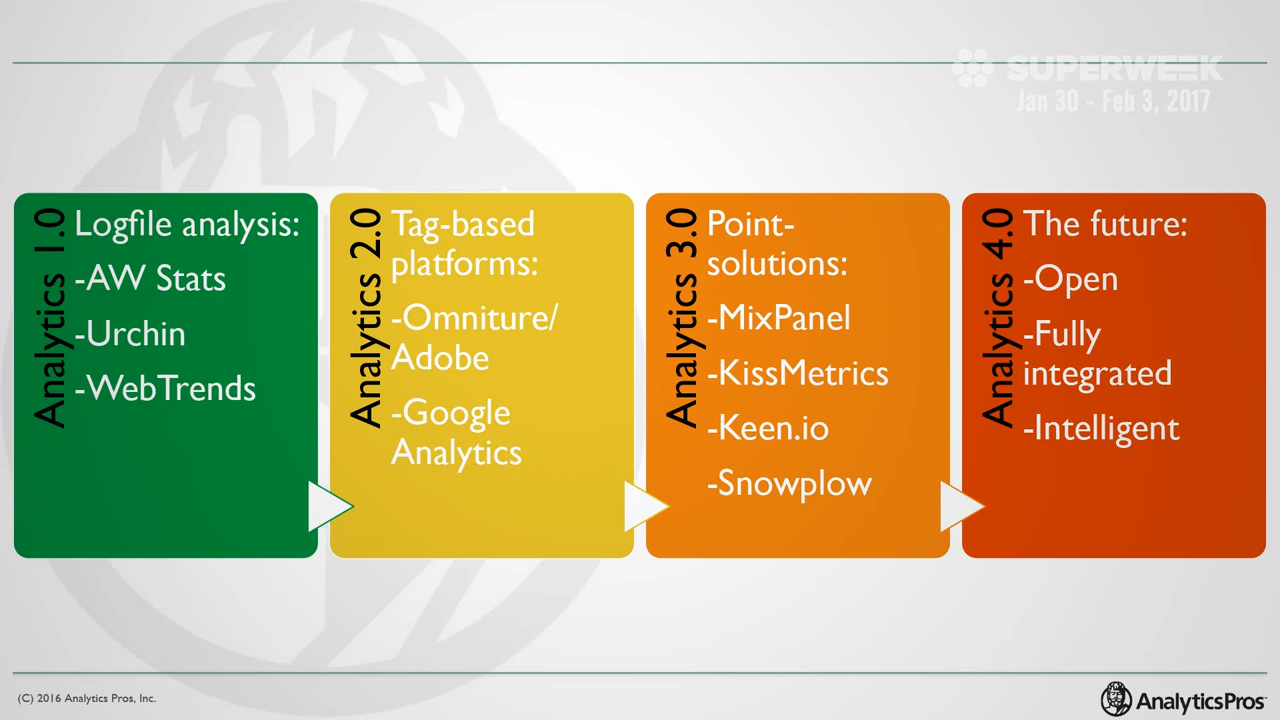 SUPERWEEK
Jan 30 - Feb 3, 2017
Analytics 1.0
Logfile analysis:
-AW Stats
-Urchin
-WebTrends
Analytics 2.0
Tag-based
platforms:
-Omniture/
Adobe
-Google
Analytics
Analytics 3.0
Point-
solutions:
-MixPanel
-KissMetrics
-Keen.io
-Snowplow
Analytics 4.0
The future:
-Open
-Fully
integrated
-Intelligent
(C) 2016 Analytics Pros, Inc.
AnalyticsPros